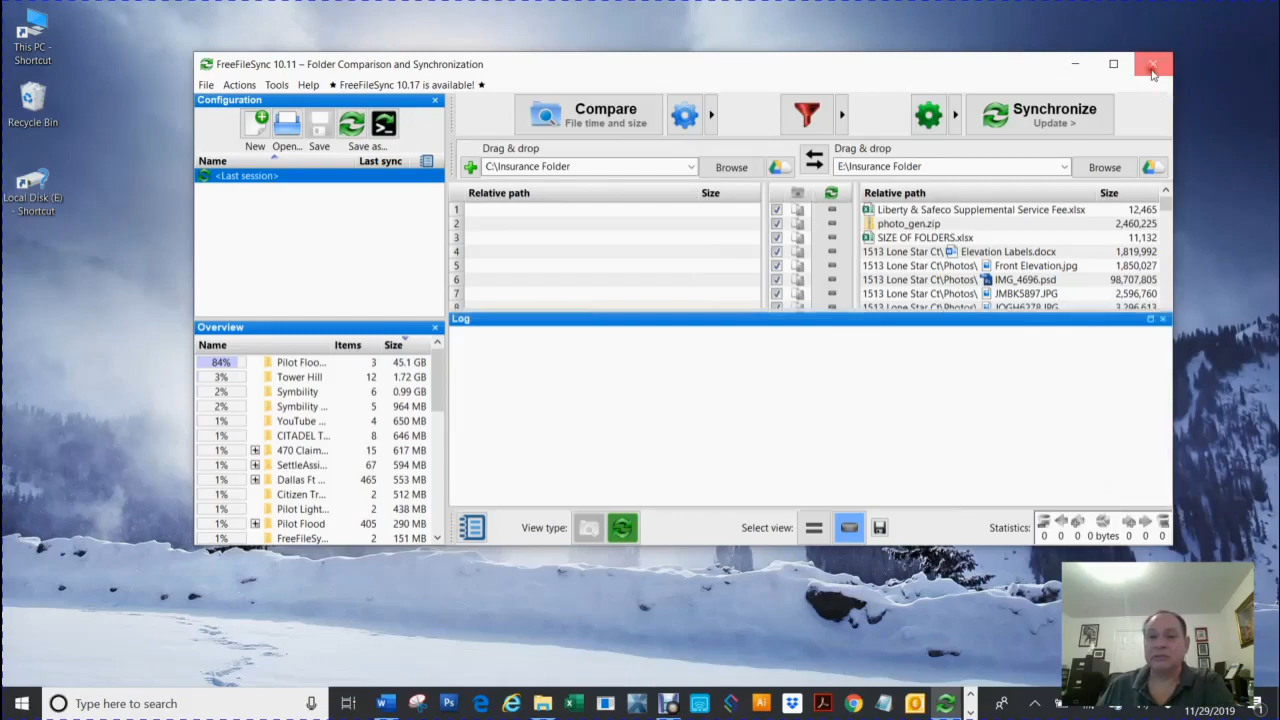 This PC -
Shortcut
Recycle Bin
Local Disk (E)
- Shortcut
FreeFileSync 10.11 – Folder Comparison and Synchronization
File Actions Tools Help ★ FreeFileSync 10.17 is available! ★
Configuration
New Open... Save Save as...
Name Last sync
<Last session>
Compare
File time and size
Synchronize
Update >
Drag & drop
C:\Insurance Folder
Browse
Drag & drop
E:\Insurance Folder
Browse
Relative path Size
1
2
3
4
5
6
7
8
Relative path Size
Liberty & Safeco Supplemental Service Fee.xlsx 12,465
photo_gen.zip 2,460,225
SIZE OF FOLDERS.xlsx 11,132
1513 Lone Star Ct\ Elevation Labels.docx 1,819,992
1513 Lone Star Ct\Photos\ Front Elevation.jpg 1,850,027
1513 Lone Star Ct\Photos\ IMG_4696.psd 98,707,805
1513 Lone Star Ct\Photos\ JMBK5897.JPG 2,596,760
1513 Lone Star Ct\Photos\ JOGH6278.JPG 3,296,613
Overview
Name Items Size
84% Pilot Floo... 3 45.1 GB
3% Tower Hill 12 1.72 GB
2% Symbility 6 0.99 GB
2% Symbility ... 5 964 MB
1% YouTube ... 4 650 MB
1% CITADEL T... 8 646 MB
1% 470 Claim... 15 617 MB
1% SettleAssi... 67 594 MB
1% Dallas Ft ... 465 553 MB
1% Citizen Tr... 2 512 MB
1% Pilot Light... 2 438 MB
1% Pilot Flood 405 290 MB
1% FreeFileSy... 2 151 MB
Log
View type:
Select view:
Statistics:
0 0 0 0 bytes 0 0 0
Type here to search
11/29/2019